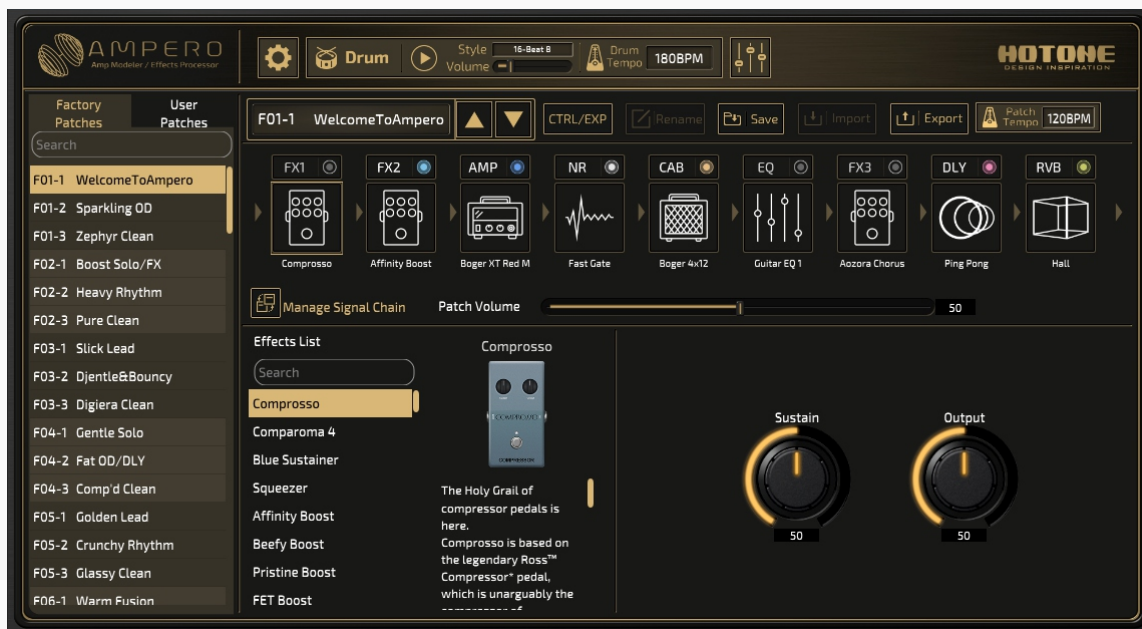 AMPERO
Amp Modeler / Effects Processor
Drum
Style 16-Beat B
Volume
Drum
Tempo 180BPM
HOTONE
DESIGN INSPIRATION
Factory
Patches
User
Patches
Search
F01-1 WelcomeToAmpero
F01-2 Sparkling OD
F01-3 Zephyr Clean
F02-1 Boost Solo/FX
F02-2 Heavy Rhythm
F02-3 Pure Clean
F03-1 Slick Lead
F03-2 Djentle&Bouncy
F03-3 Digiera Clean
F04-1 Gentle Solo
F04-2 Fat OD/DLY
F04-3 Comp'd Clean
F05-1 Golden Lead
F05-2 Crunchy Rhythm
F05-3 Glassy Clean
F06-1 Warm Fusion
F01-1 WelcomeToAmpero
CTRL/EXP
Rename
Save
Import
Export
Patch
Tempo 120BPM
FX1 FX2 AMP NR CAB EQ FX3 DLY RVB
Comprosso Affinity Boost Boger XT Red M Fast Gate Boger 4x12 Guitar EQ 1 Aozora Chorus Ping Pong Hall
Manage Signal Chain
Patch Volume
50
Effects List
Search
Comprosso
Comparoma 4
Blue Sustainer
Squeezer
Affinity Boost
Beefy Boost
Pristine Boost
FET Boost
Comprosso
COMPROSSO
COMPRESSOR
The Holy Grail of
compressor pedals is
here.
Comprosso is based on
the legendary Ross™
Compressor* pedal,
which is unarguably the
compressor of
Sustain
50
Output
50